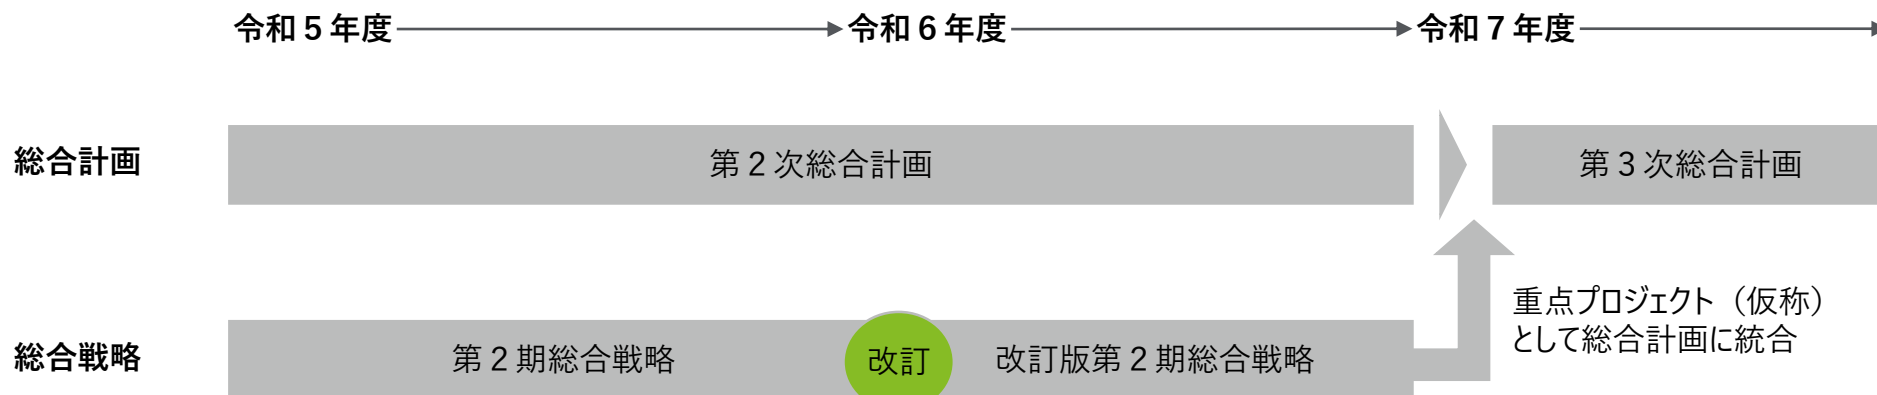 令和５年度
令和６年度
令和７年度
総合計画
第２次総合計画
第３次総合計画
重点プロジェクト（仮称）
として総合計画に統合
総合戦略
第２期総合戦略
改訂
改訂版第２期総合戦略